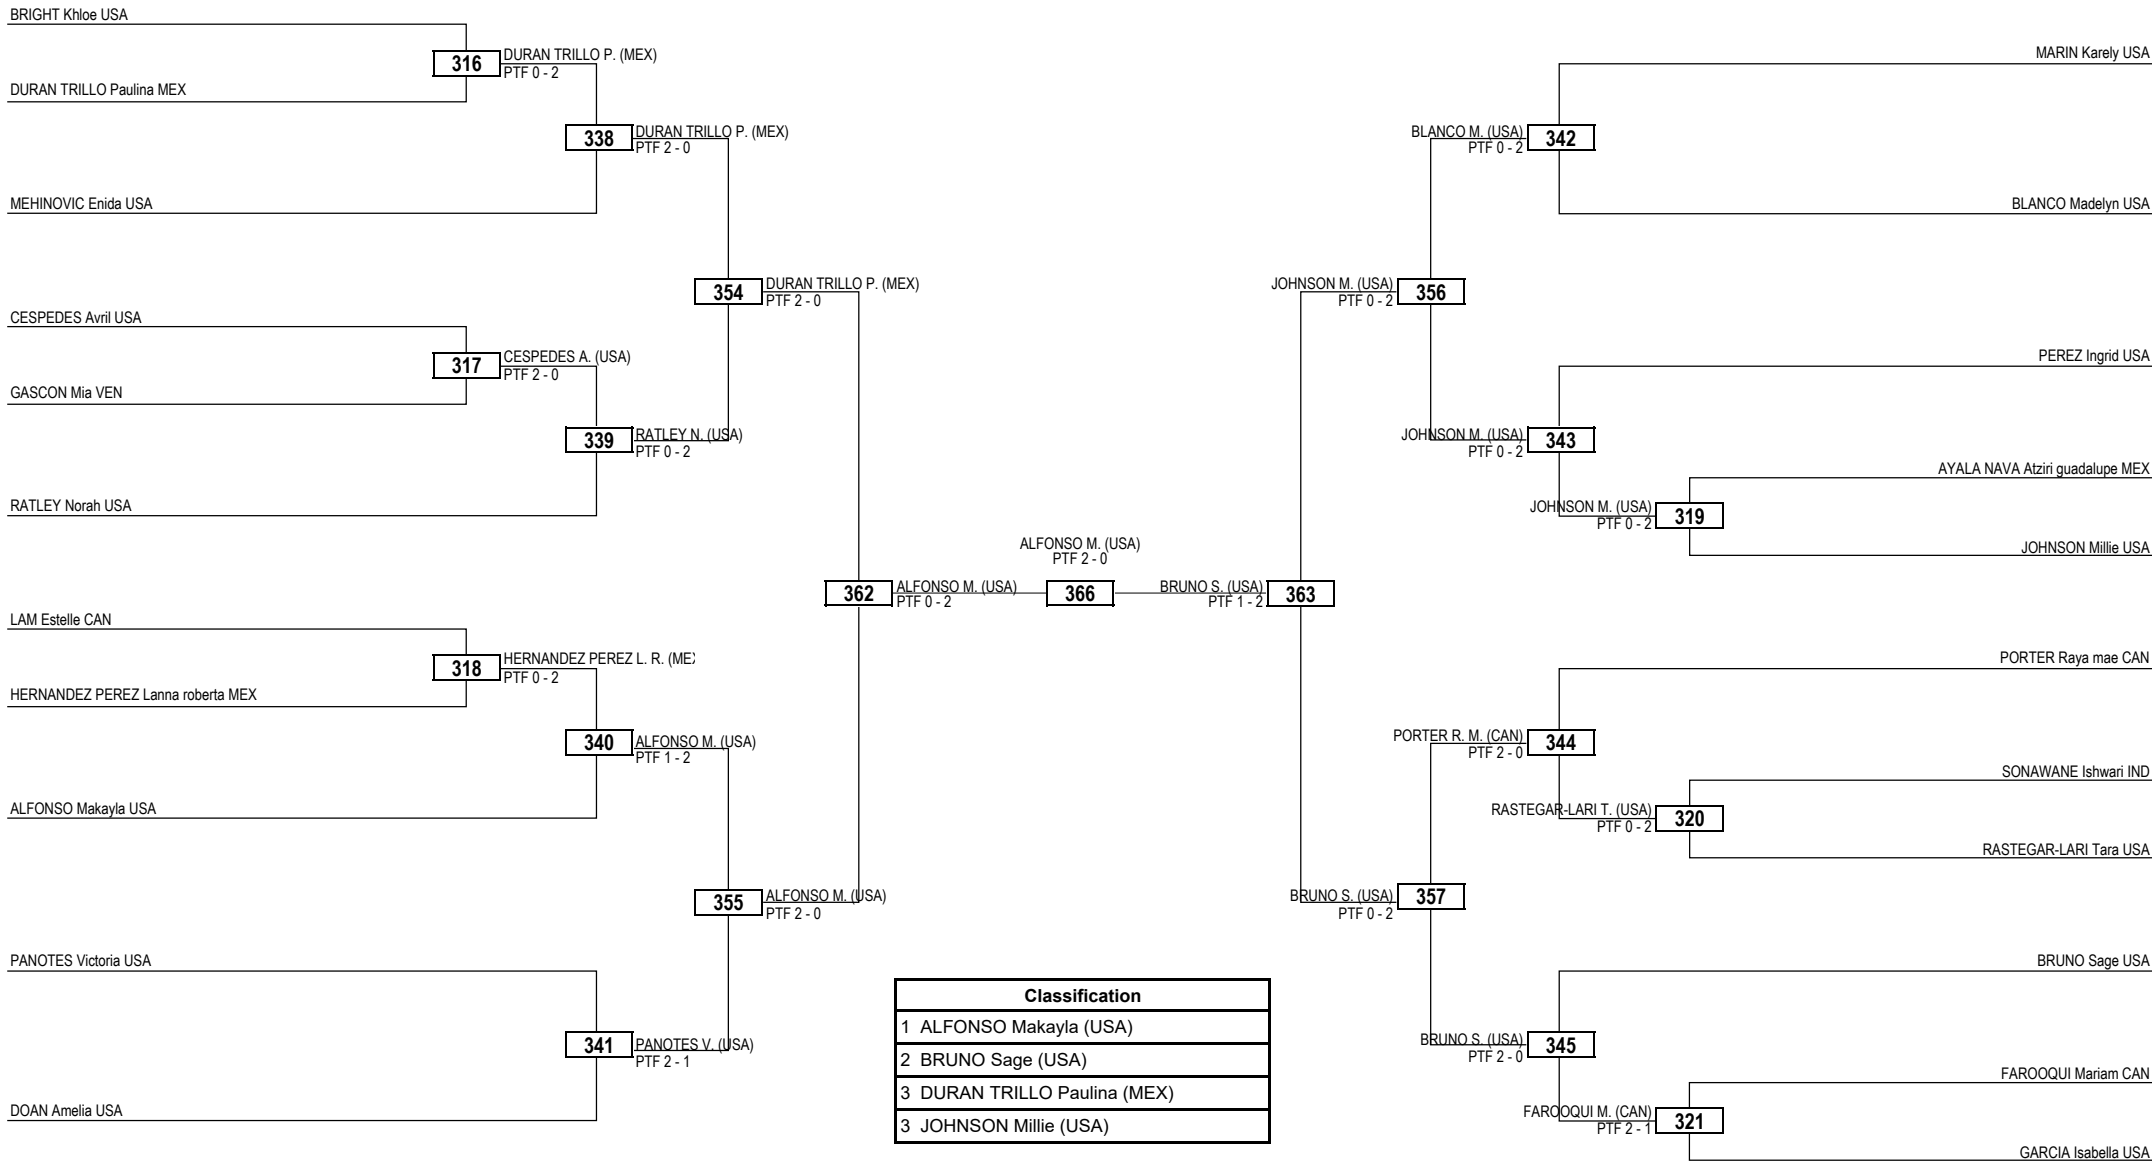 BRIGHT Khloe USA
316
DURAN TRILLO P. (MEX)
PTF 0 - 2
DURAN TRILLO Paulina MEX
338
DURAN TRILLO P. (MEX)
PTF 2 - 0
MEHINOVIC Enida USA
354
DURAN TRILLO P. (MEX)
PTF 2 - 0
CESPEDES Avril USA
317
CESPEDES A. (USA)
PTF 2 - 0
GASCON Mia VEN
339
RATLEY N. (USA)
PTF 0 - 2
RATLEY Norah USA
362
ALFONSO M. (USA)
PTF 0 - 2
LAM Estelle CAN
318
HERNANDEZ PEREZ L. R. (ME
PTF 0 - 2
HERNANDEZ PEREZ Lanna roberta MEX
340
ALFONSO M. (USA)
PTF 1 - 2
ALFONSO Makayla USA
355
ALFONSO M. (USA)
PTF 2 - 0
PANOTES Victoria USA
341
PANOTES V. (USA)
PTF 2 - 1
DOAN Amelia USA
ALFONSO M. (USA)
PTF 2 - 0
366
MARIN Karely USA
BLANCO M. (USA)
PTF 0 - 2
342
BLANCO Madelyn USA
JOHNSON M. (USA)
PTF 0 - 2
356
PEREZ Ingrid USA
JOHNSON M. (USA)
PTF 0 - 2
343
AYALA NAVA Atziri guadalupe MEX
JOHNSON M. (USA)
PTF 0 - 2
319
JOHNSON Millie USA
BRUNO S. (USA)
PTF 1 - 2
363
PORTER Raya mae CAN
PORTER R. M. (CAN)
PTF 2 - 0
344
SONAWANE Ishwari IND
RASTEGAR-LARI T. (USA)
PTF 0 - 2
320
RASTEGAR-LARI Tara USA
BRUNO S. (USA)
PTF 0 - 2
357
BRUNO Sage USA
BRUNO S. (USA)
PTF 2 - 0
345
FAROOQUI Mariam CAN
FAROOQUI M. (CAN)
PTF 2 - 1
321
GARCIA Isabella USA
Classification
1 ALFONSO Makayla (USA)
2 BRUNO Sage (USA)
3 DURAN TRILLO Paulina (MEX)
3 JOHNSON Millie (USA)